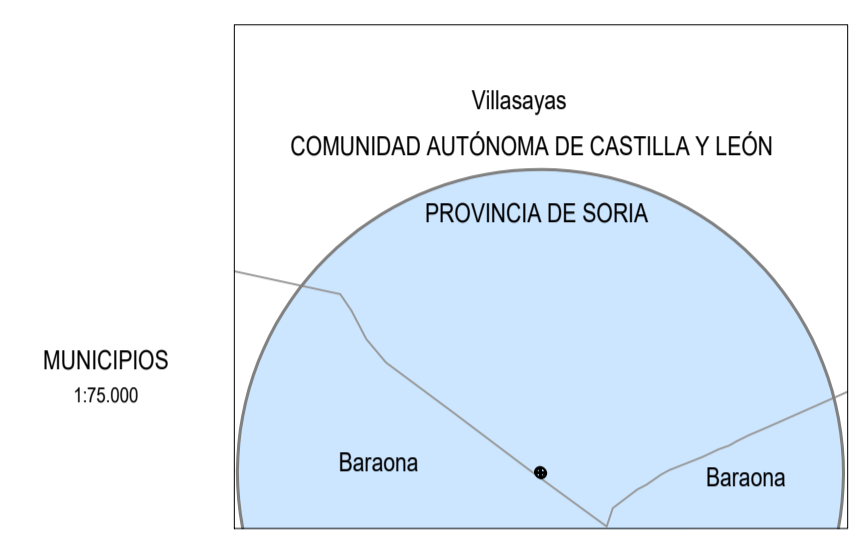 Villasayas
COMUNIDAD AUTÓNOMA DE CASTILLA Y LEÓN
PROVINCIA DE SORIA
MUNICIPIOS
1:75.000
Baraona
Baraona